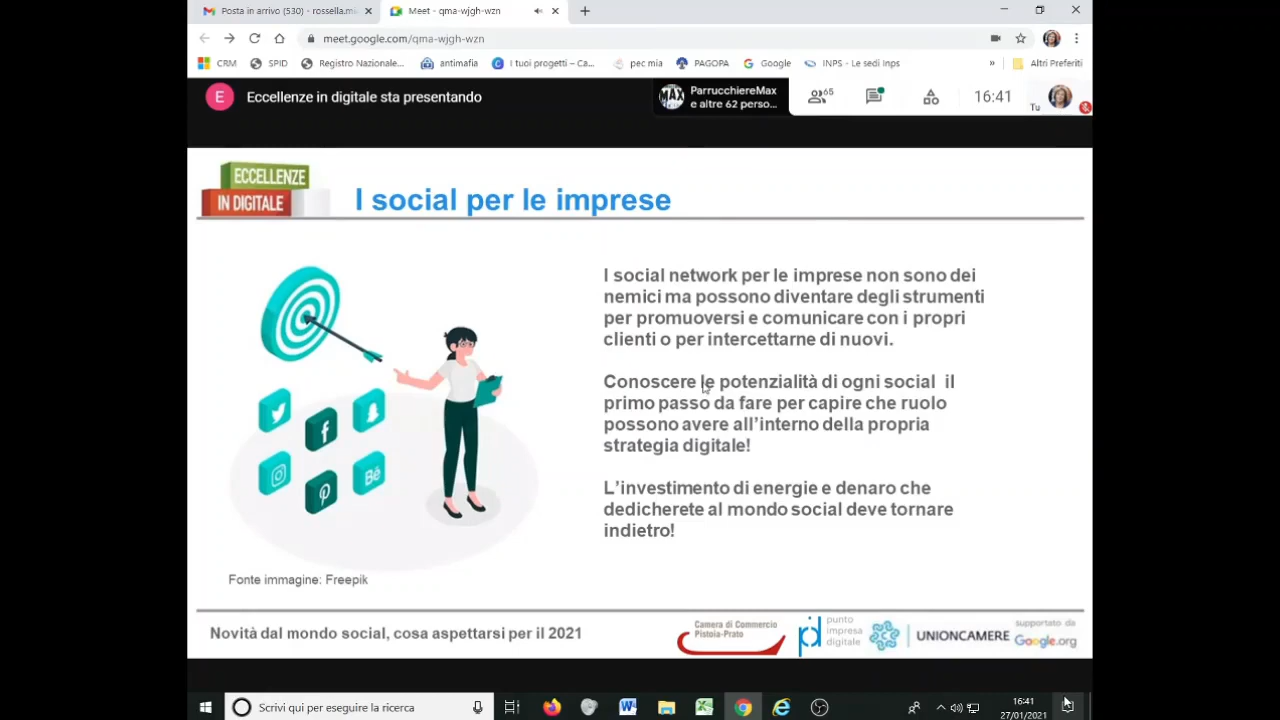 Posta in arrivo (530) - rossella.mi
Meet - qma-wjgh-wzn
meet.google.com/qma-wjgh-wzn
CRM
SPID
Registro Nazionale...
antimafia
I tuoi progetti – Ca...
pec mia
PAGOPA
Google
INPS - Le sedi Inps
»
Altri Preferiti
E
Eccellenze in digitale sta presentando
MAX
ParrucchiereMax
e altre 62 perso...
65
16:41
Tu
ECCELLENZE
IN DIGITALE
I social per le imprese
I social network per le imprese non sono dei
nemici ma possono diventare degli strumenti
per promuoversi e comunicare con i propri
clienti o per intercettarne di nuovi.
Conoscere le potenzialità di ogni social il
primo passo da fare per capire che ruolo
possono avere all’interno della propria
strategia digitale!
L’investimento di energie e denaro che
dedicherete al mondo social deve tornare
indietro!
Fonte immagine: Freepik
Novità dal mondo social, cosa aspettarsi per il 2021
Camera di Commercio
Pistoia-Prato
pid
punto
impresa
digitale
UNIONCAMERE
supportato da
Google.org
Scrivi qui per eseguire la ricerca
16:41
27/01/2021